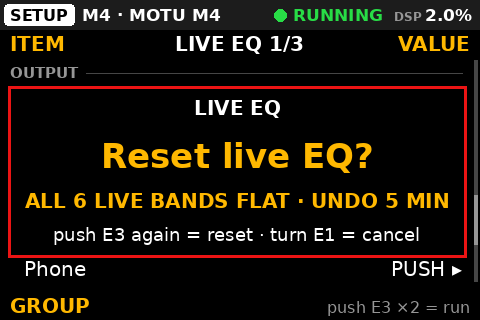 SETUP M4 · MOTU M4 RUNNING DSP 2.0%
ITEM LIVE EQ 1/3 VALUE
OUTPUT
LIVE EQ
Reset live EQ?
ALL 6 LIVE BANDS FLAT · UNDO 5 MIN
push E3 again = reset · turn E1 = cancel
Phone PUSH ▸
GROUP push E3 ×2 = run